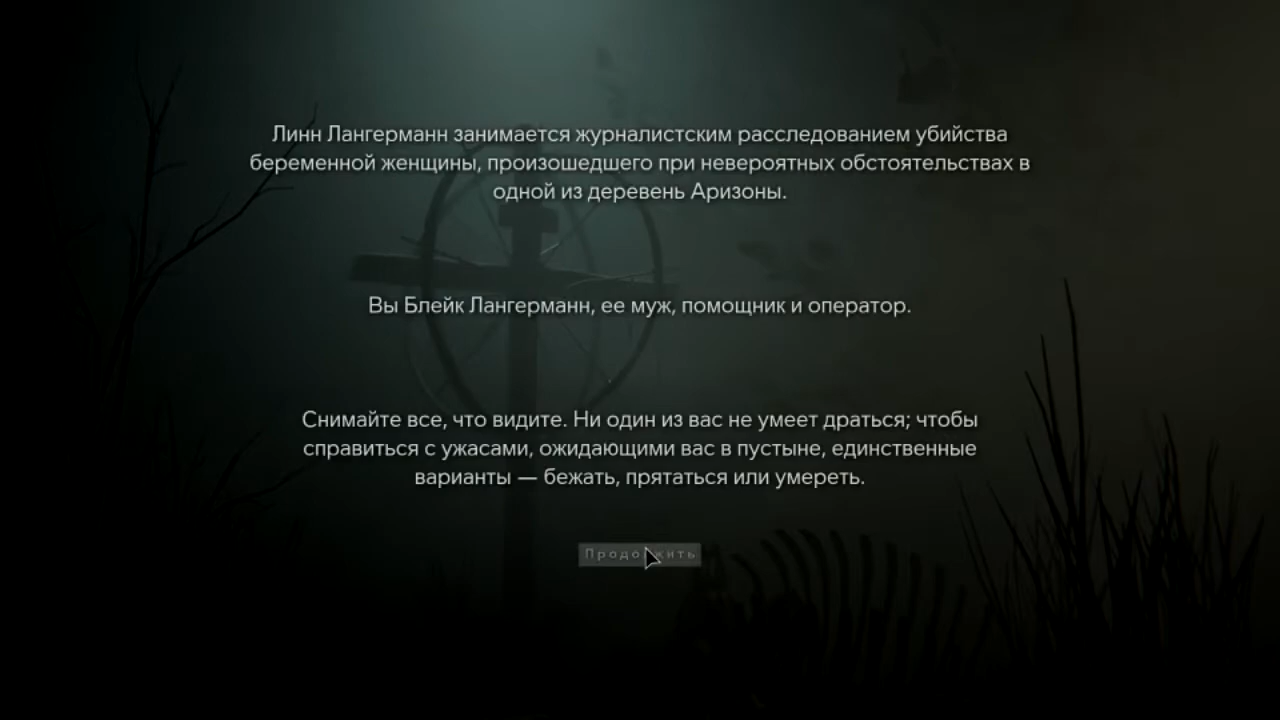 Линн Лангерманн занимается журналистским расследованием убийства
беременной женщины, произошедшего при невероятных обстоятельствах в
одной из деревень Аризоны.
Вы Блейк Лангерманн, ее муж, помощник и оператор.
Снимайте все, что видите. Ни один из вас не умеет драться; чтобы
справиться с ужасами, ожидающими вас в пустыне, единственные
варианты — бежать, прятаться или умереть.
Продолжить